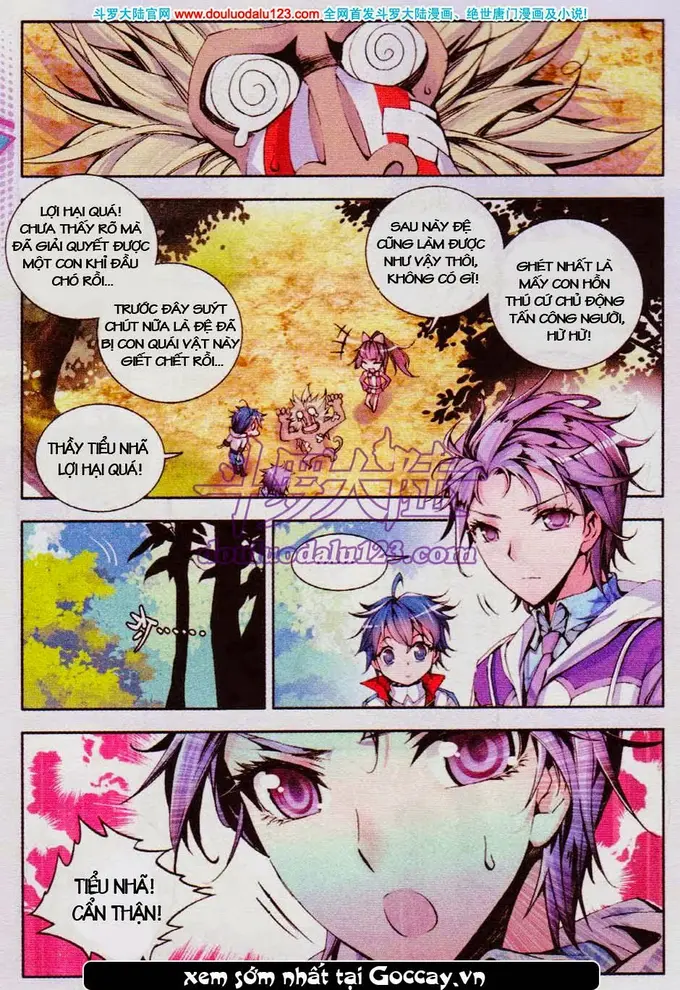 斗罗大陆官网 www.douluodalu123.com 全网首发斗罗大陆漫画、绝世唐门漫画及小说!
LỢI HẠI QUÁ!
CHƯA THẤY RÕ MÀ
ĐÃ GIẢI QUYẾT ĐƯỢC
MỘT CON KHỈ ĐẦU
CHÓ RỒI...
TRƯỚC ĐÂY SUÝT
CHÚT NỮA LÀ ĐỆ ĐÃ
BỊ CON QUÁI VẬT NÀY
GIẾT CHẾT RỒI...
SAU NÀY ĐỆ
CŨNG LÀM ĐƯỢC
NHƯ VẬY THÔI,
KHÔNG CÓ GÌ!
GHÉT NHẤT LÀ
MẤY CON HỒN
THÚ CỨ CHỦ ĐỘNG
TẤN CÔNG NGƯỜI,
HỪ HỪ!
THẦY TIỂU NHÃ
LỢI HẠI QUÁ!
斗罗大陆
douluodalu123.com
............
TIỂU NHÃ!
CẨN THẬN!
xem sớm nhất tại Goccay.vn